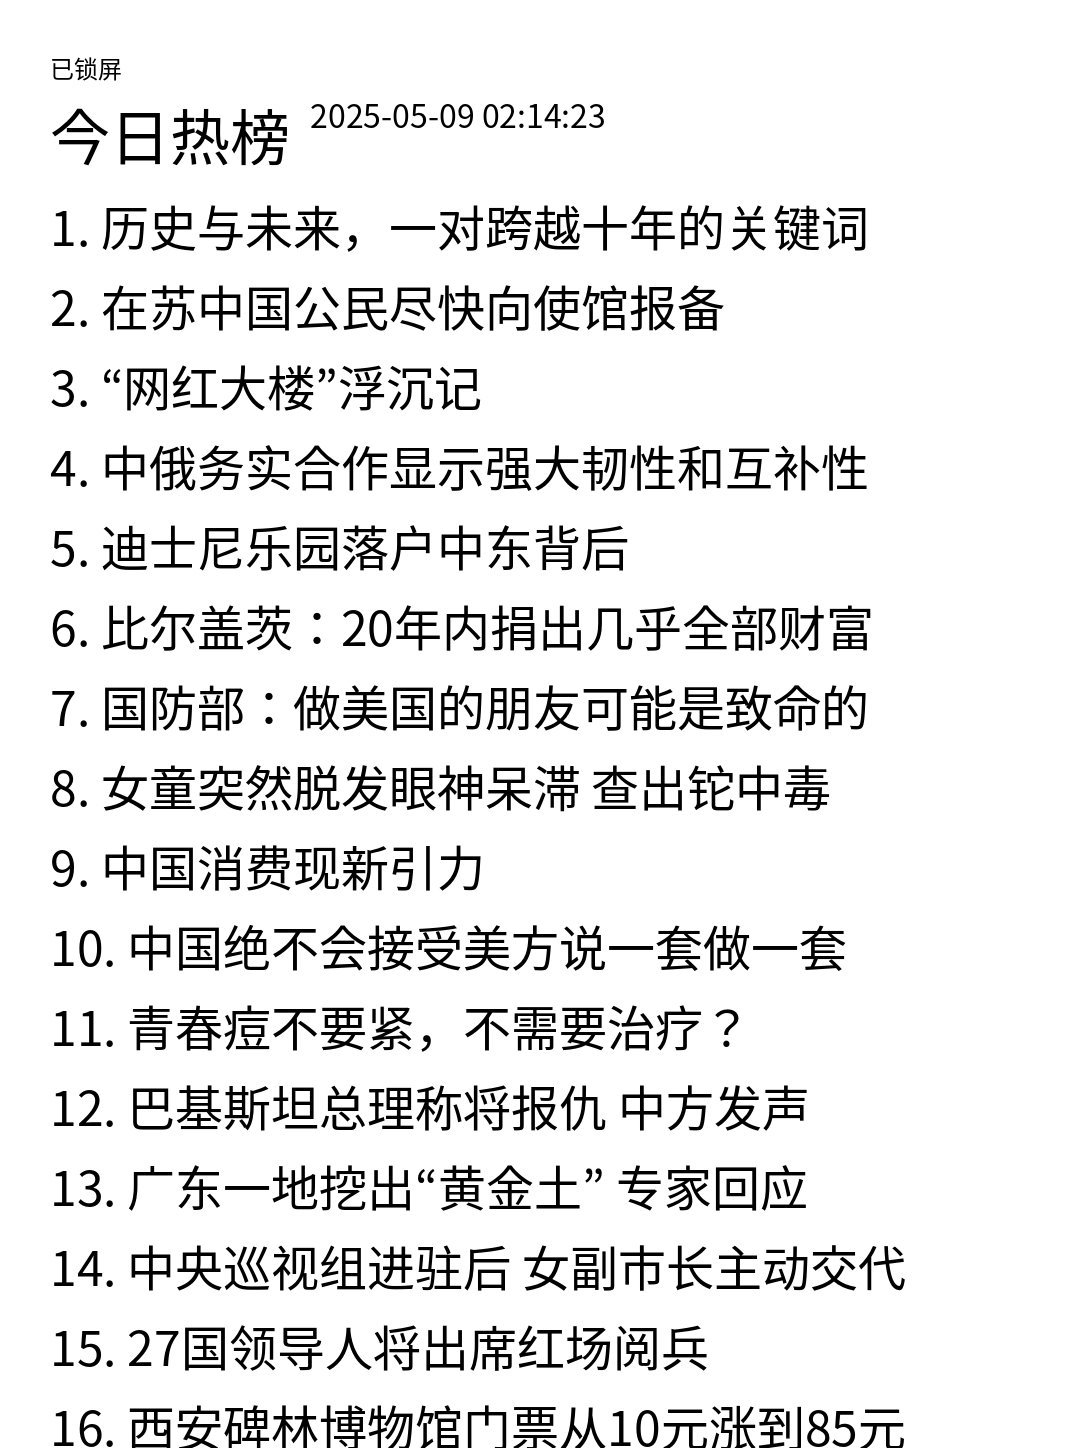 已锁屏
今日热榜 2025-05-09 02:14:23
1. 历史与未来，一对跨越十年的关键词
2. 在苏中国公民尽快向使馆报备
3. “网红大楼”浮沉记
4. 中俄务实合作显示强大韧性和互补性
5. 迪士尼乐园落户中东背后
6. 比尔盖茨：20年内捐出几乎全部财富
7. 国防部：做美国的朋友可能是致命的
8. 女童突然脱发眼神呆滞 查出铊中毒
9. 中国消费现新引力
10. 中国绝不会接受美方说一套做一套
11. 青春痘不要紧，不需要治疗？
12. 巴基斯坦总理称将报仇 中方发声
13. 广东一地挖出“黄金土” 专家回应
14. 中央巡视组进驻后 女副市长主动交代
15. 27国领导人将出席红场阅兵
16. 西安碑林博物馆门票从10元涨到85元